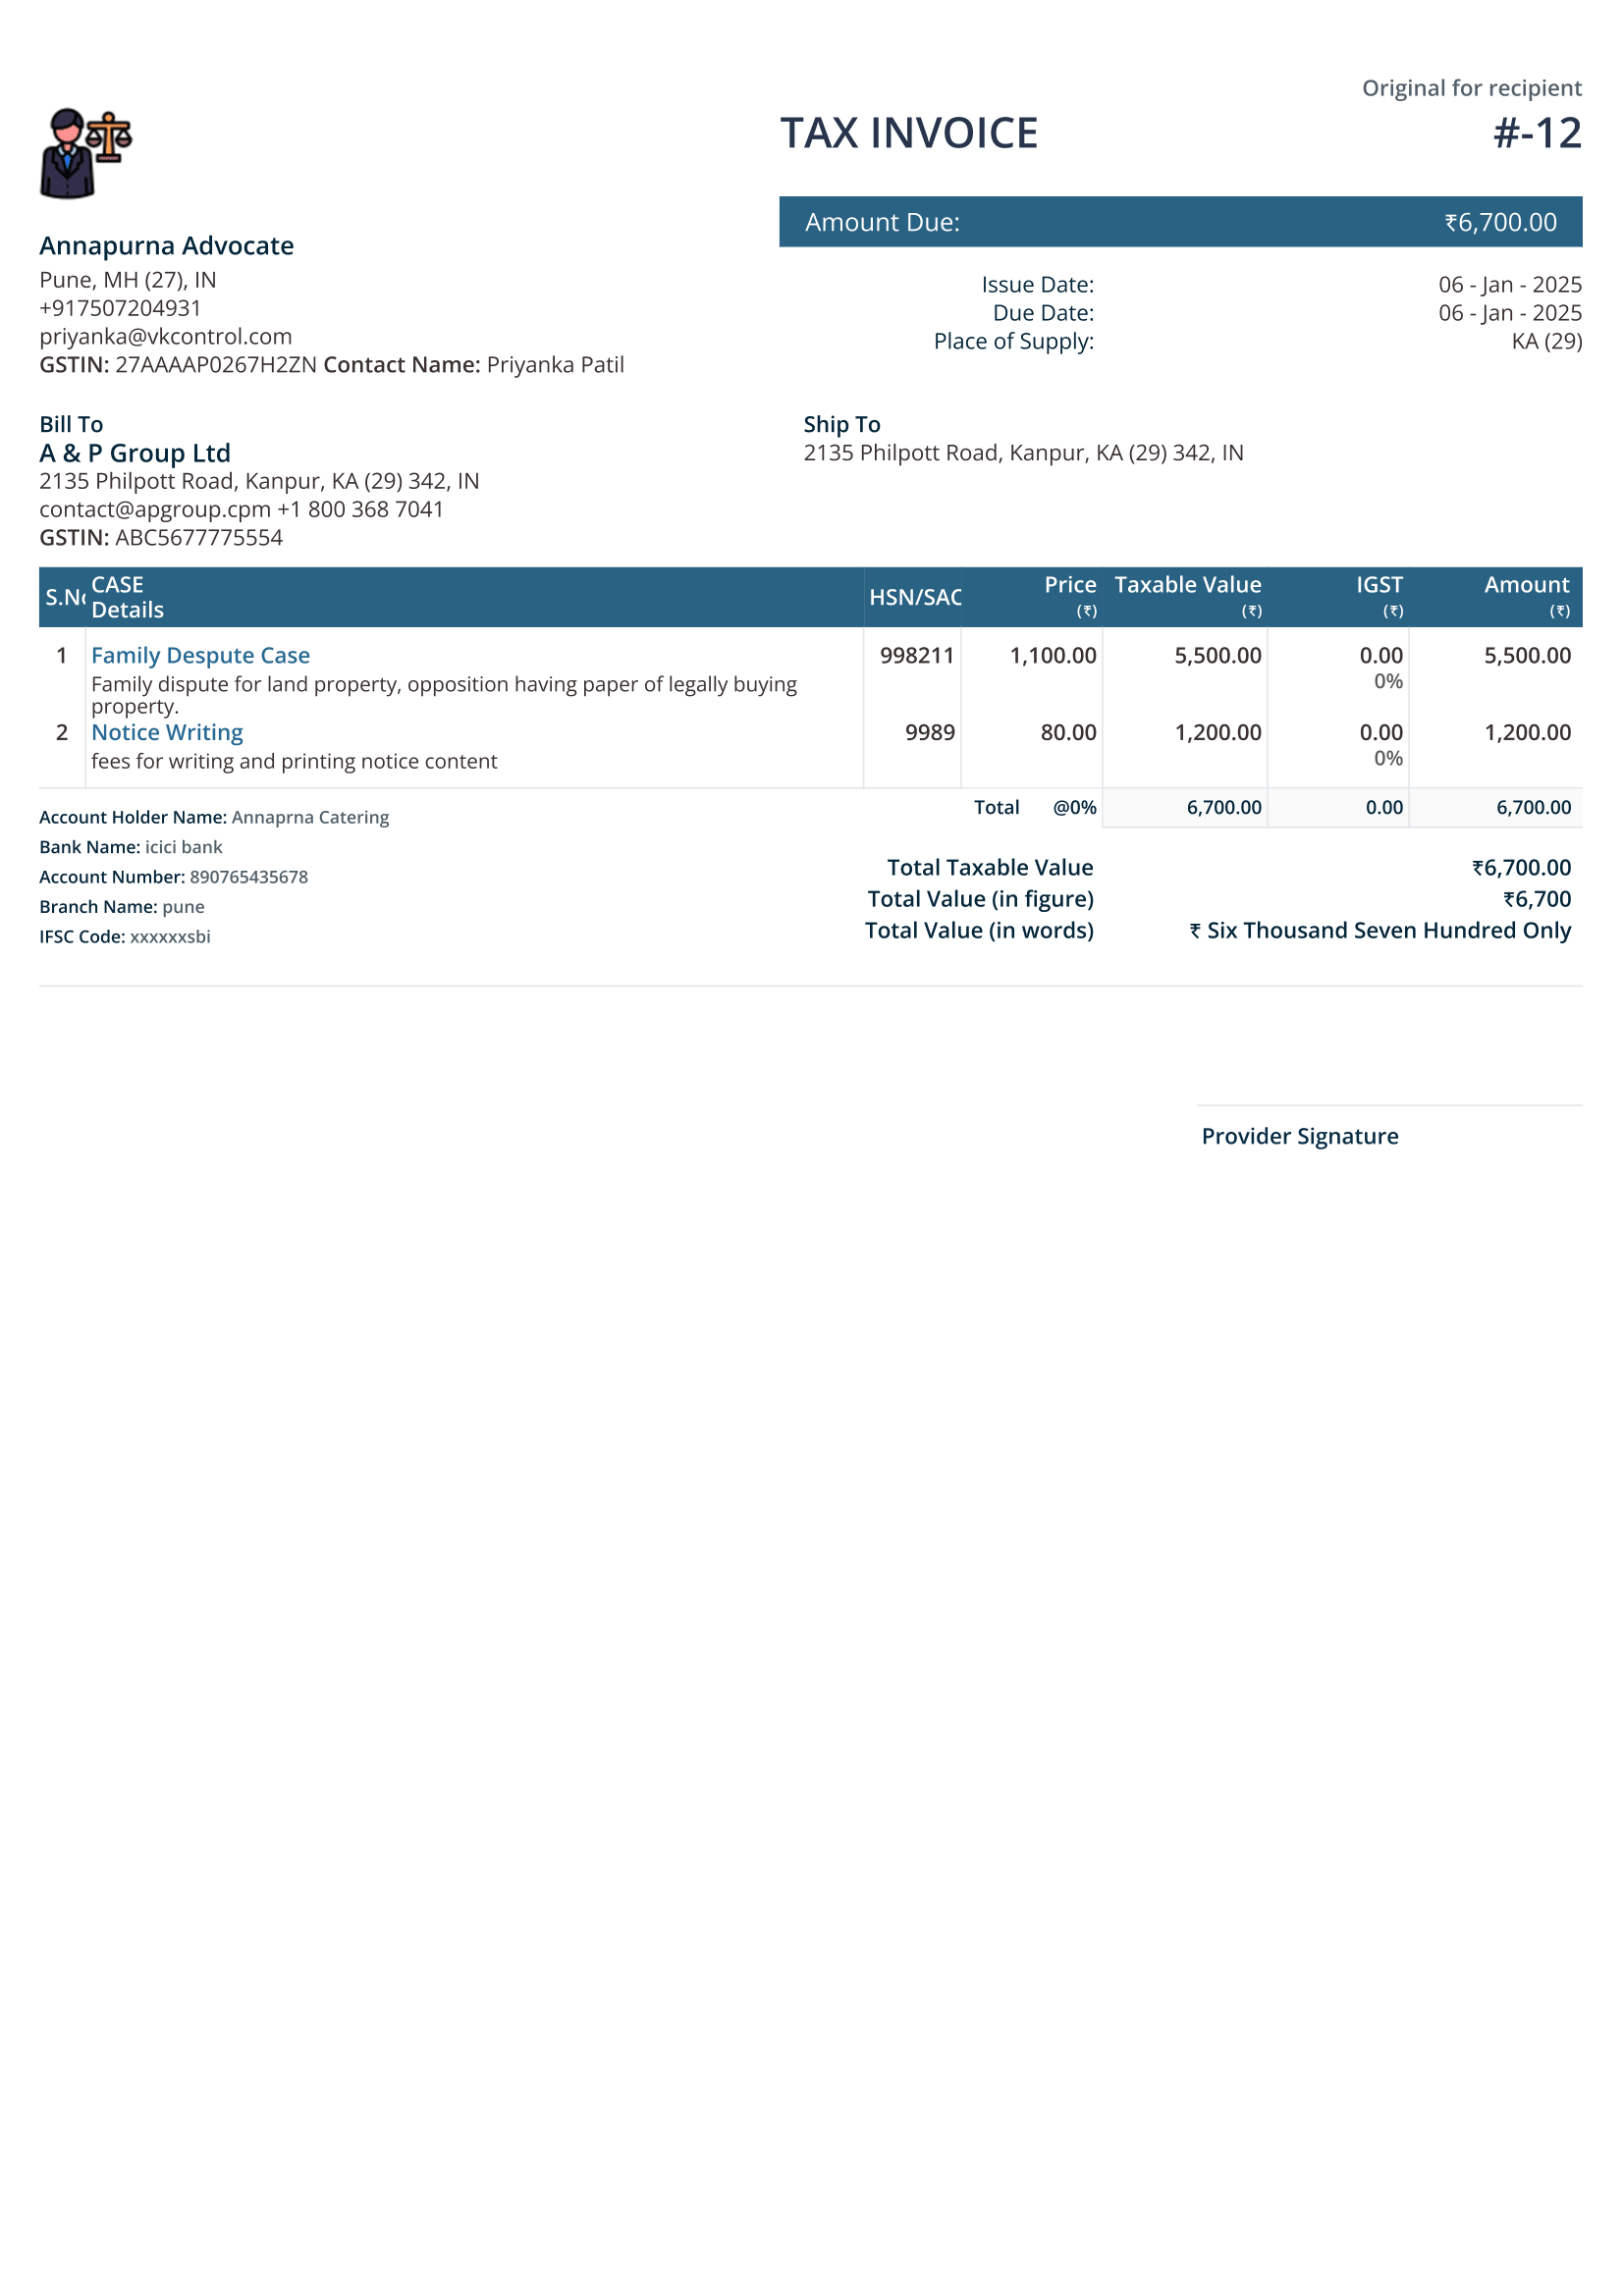 Original for recipient
TAX INVOICE #-12
Amount Due: ₹6,700.00
Annapurna Advocate
Pune, MH (27), IN
+917507204931
priyanka@vkcontrol.com
GSTIN: 27AAAAP0267H2ZN Contact Name: Priyanka Patil
Issue Date: 06 - Jan - 2025
Due Date: 06 - Jan - 2025
Place of Supply: KA (29)
Bill To
A & P Group Ltd
2135 Philpott Road, Kanpur, KA (29) 342, IN
contact@apgroup.cpm +1 800 368 7041
GSTIN: ABC5677775554
Ship To
2135 Philpott Road, Kanpur, KA (29) 342, IN
S.No CASE Details HSN/SAC Price (₹) Taxable Value (₹) IGST (₹) Amount (₹)
1 Family Despute Case 998211 1,100.00 5,500.00 0.00 5,500.00
0%
Family dispute for land property, opposition having paper of legally buying
property.
2 Notice Writing 9989 80.00 1,200.00 0.00 1,200.00
fees for writing and printing notice content 0%
Total @0% 6,700.00 0.00 6,700.00
Account Holder Name: Annaprna Catering
Bank Name: icici bank
Account Number: 890765435678
Branch Name: pune
IFSC Code: xxxxxxsbi
Total Taxable Value ₹6,700.00
Total Value (in figure) ₹6,700
Total Value (in words) ₹ Six Thousand Seven Hundred Only
Provider Signature